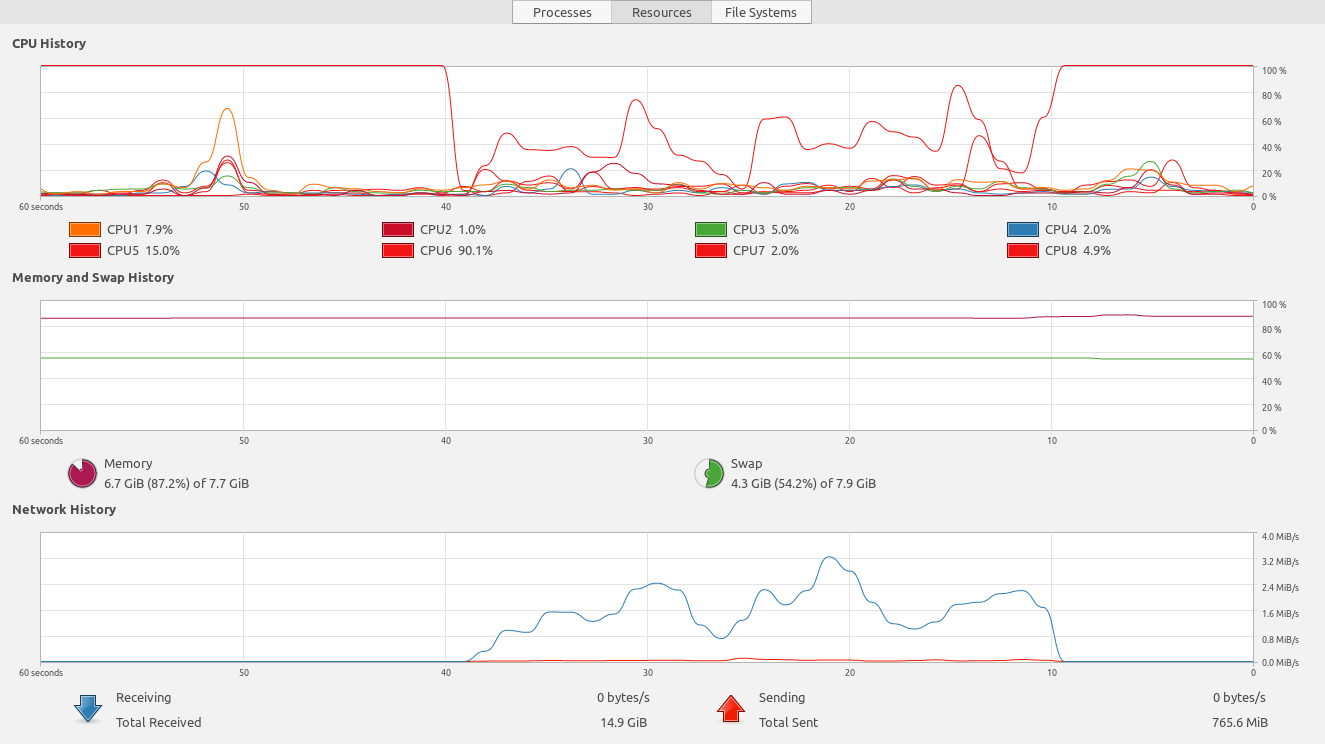 Processes Resources File Systems
CPU History
100 %
80 %
60 %
40 %
20 %
0 %
60 seconds 50 40 30 20 10 0
CPU1 7.9% CPU2 1.0% CPU3 5.0% CPU4 2.0%
CPU5 15.0% CPU6 90.1% CPU7 2.0% CPU8 4.9%
Memory and Swap History
100 %
80 %
60 %
40 %
20 %
0 %
60 seconds 50 40 30 20 10 0
Memory Swap
6.7 GiB (87.2%) of 7.7 GiB 4.3 GiB (54.2%) of 7.9 GiB
Network History
4.0 MiB/s
3.2 MiB/s
2.4 MiB/s
1.6 MiB/s
0.8 MiB/s
0.0 MiB/s
60 seconds 50 40 30 20 10 0
Receiving 0 bytes/s Sending 0 bytes/s
Total Received 14.9 GiB Total Sent 765.6 MiB